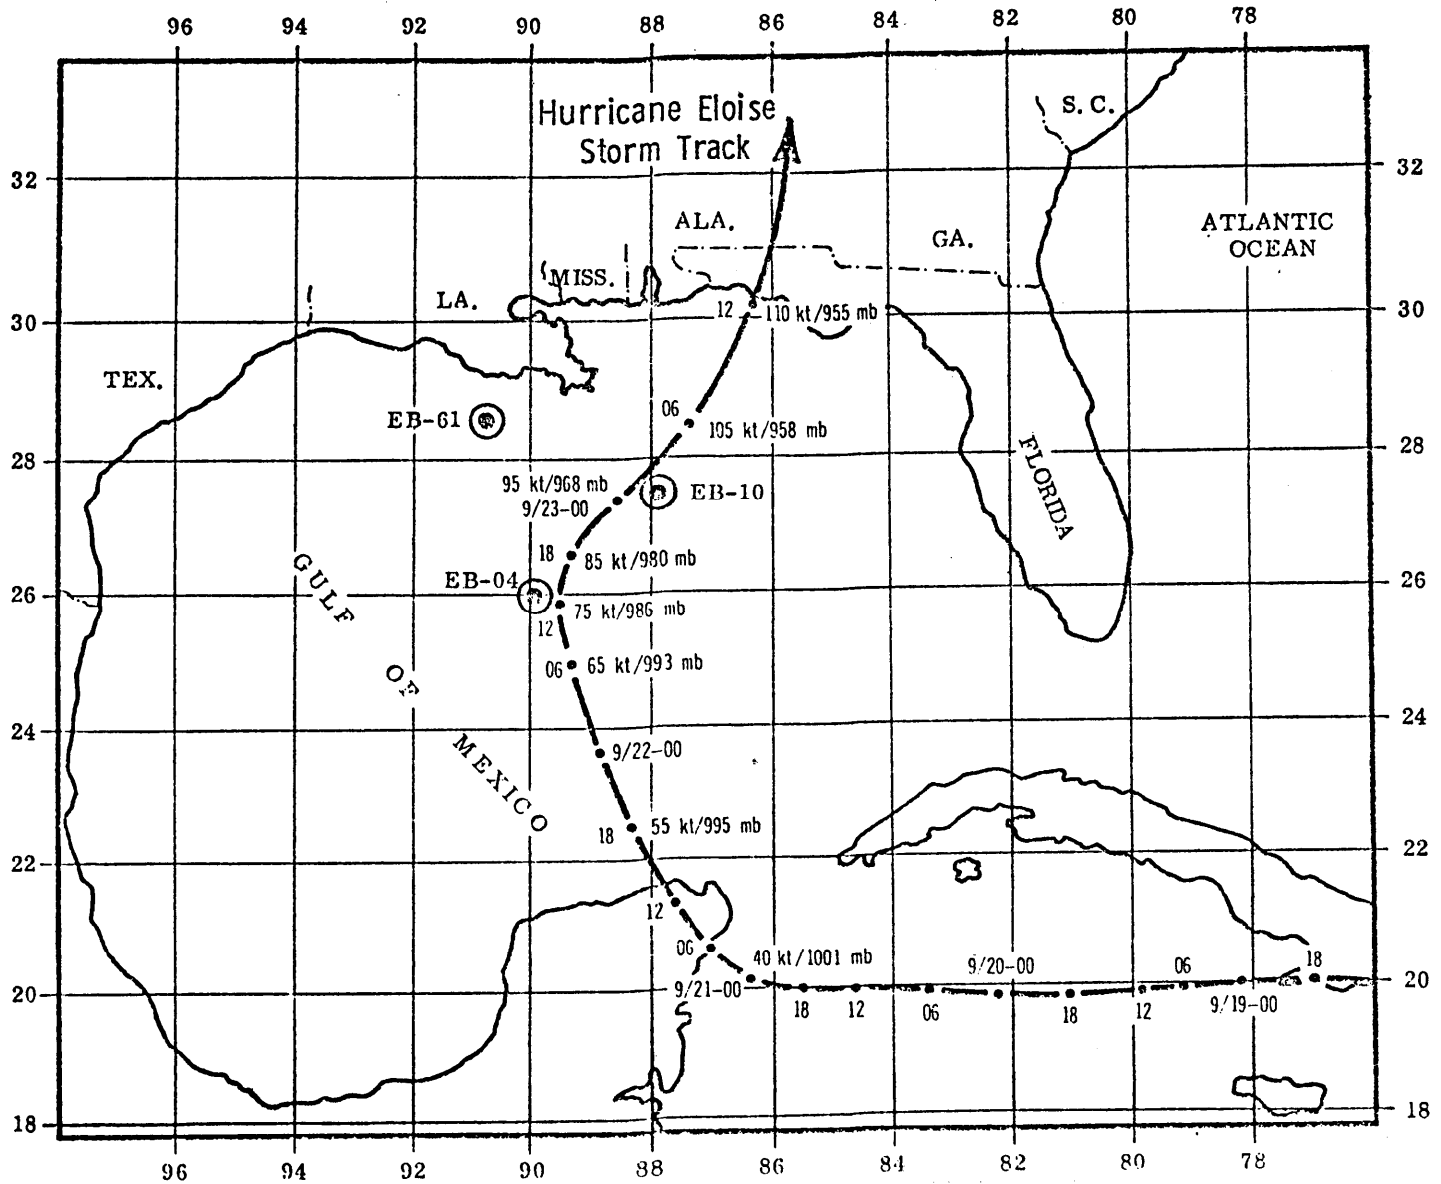 96 94 92 90 88 86 84 82 80 78
Hurricane Eloise
Storm Track
S. C.
32
32
ALA.
GA.
ATLANTIC
OCEAN
MISS.
LA.
30
12
110 kt/955 mb
30
TEX.
EB-61
06
105 kt/958 mb
28
28
FLORIDA
95 kt/968 mb
9/23-00
EB-10
18
85 kt/980 mb
EB-04
26
26
75 kt/986 mb
12
GULF
OF
MEXICO
06
65 kt/993 mb
24
24
9/22-00
18
55 kt/995 mb
22
22
12
06
40 kt/1001 mb
9/21-00
9/20-00
06
18
20
20
18
12
06
18
12
9/19-00
18
18
96 94 92 90 88 86 84 82 80 78